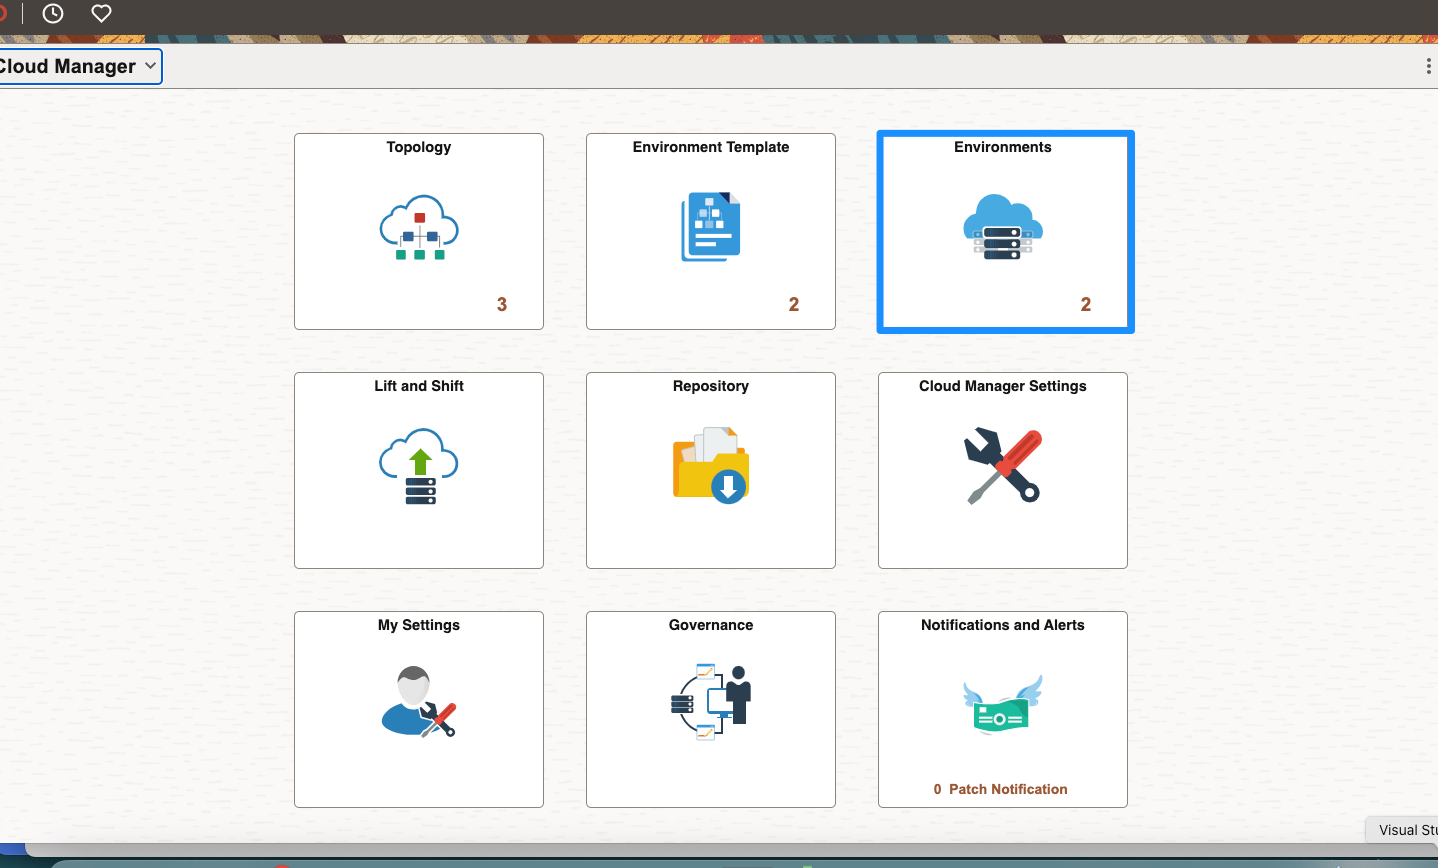 Cloud Manager
Topology
3
Environment Template
2
Environments
2
Lift and Shift
Repository
Cloud Manager Settings
My Settings
Governance
Notifications and Alerts
0 Patch Notification
Visual